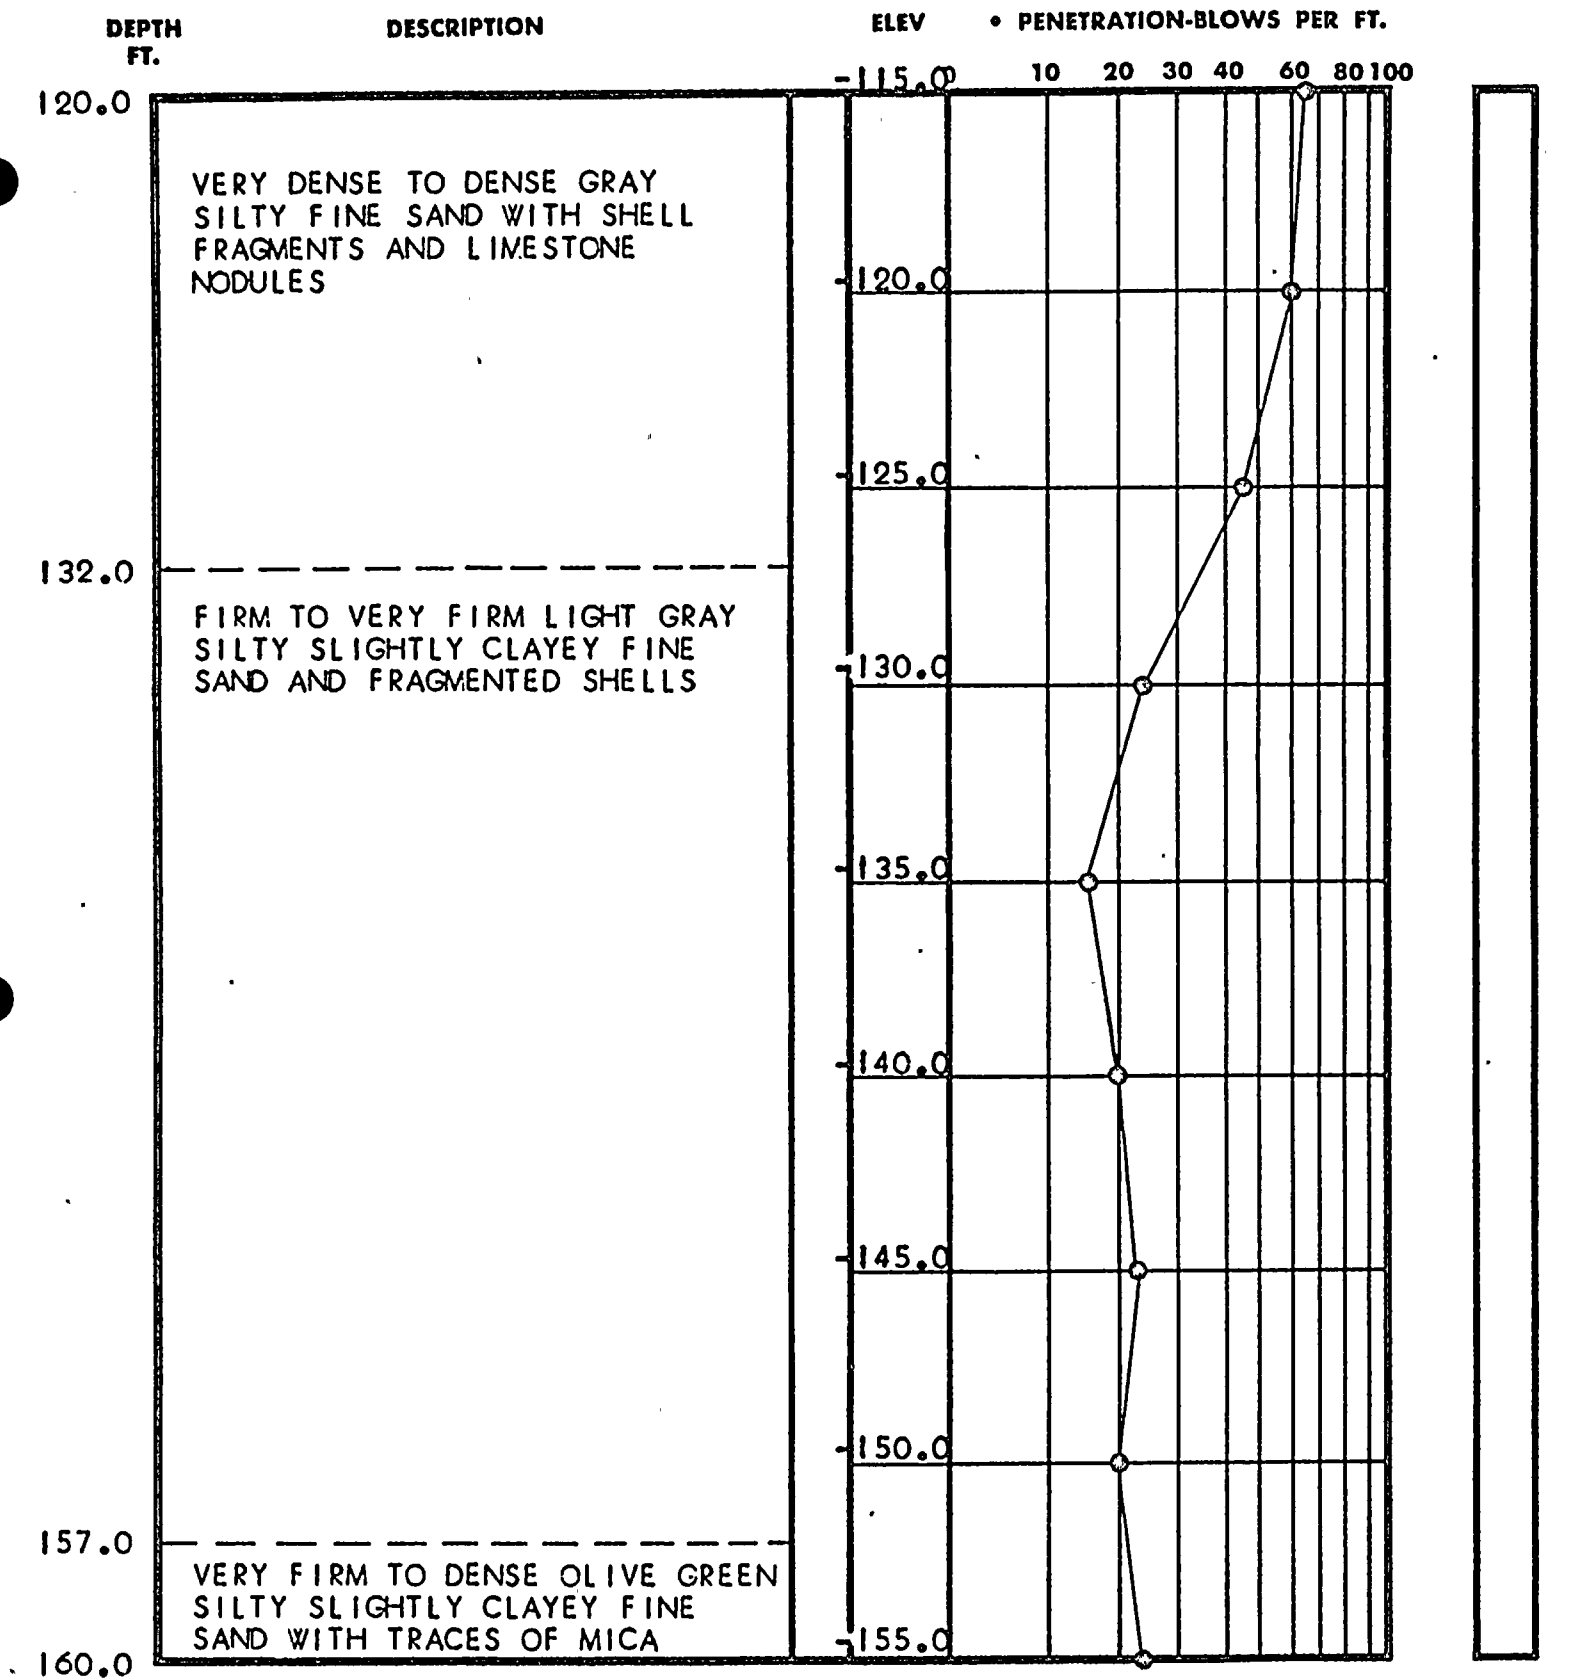 DEPTH FT. DESCRIPTION ELEV • PENETRATION-BLOWS PER FT.
0 10 20 30 40 60 80 100
-115.0
120.0
VERY DENSE TO DENSE GRAY
SILTY FINE SAND WITH SHELL
FRAGMENTS AND LIMESTONE
NODULES
-120.0
-125.0
132.0
FIRM TO VERY FIRM LIGHT GRAY
SILTY SLIGHTLY CLAYEY FINE
SAND AND FRAGMENTED SHELLS
-130.0
-135.0
-140.0
-145.0
-150.0
157.0
VERY FIRM TO DENSE OLIVE GREEN
SILTY SLIGHTLY CLAYEY FINE
SAND WITH TRACES OF MICA
-155.0
160.0